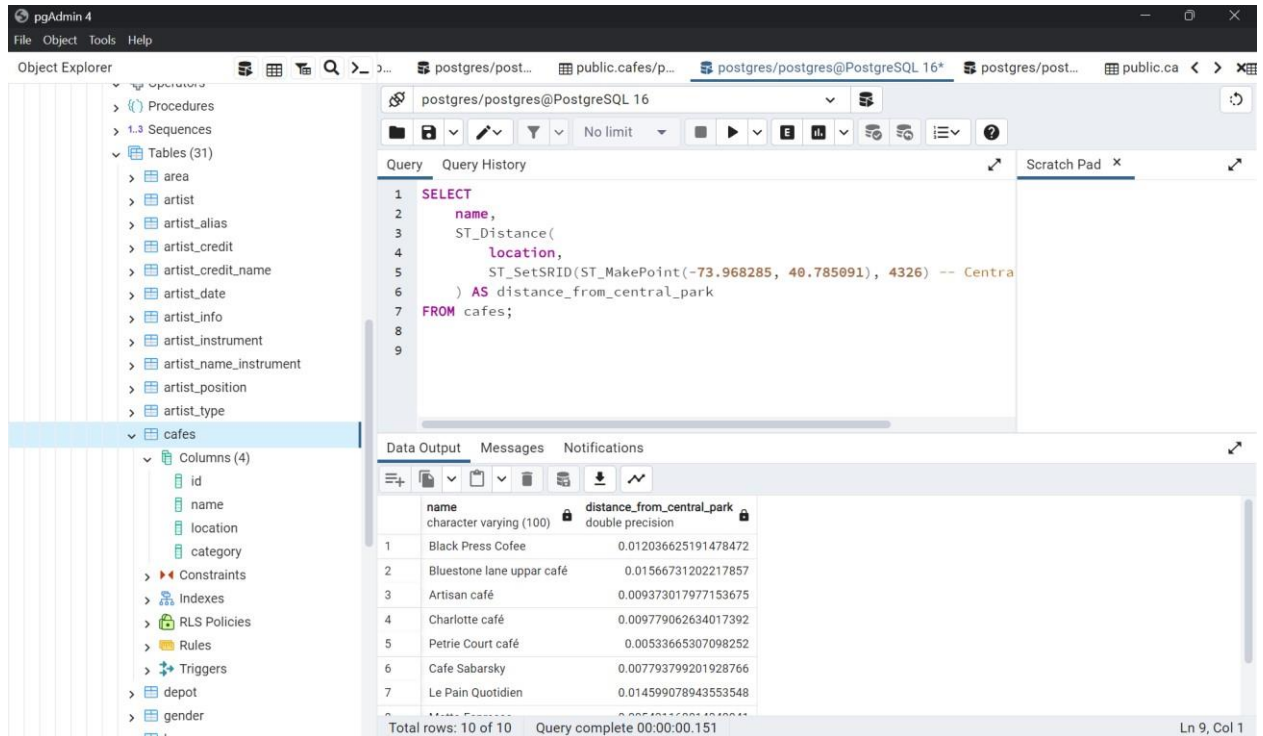 pgAdmin 4
File Object Tools Help
Object Explorer
postgres/post...
public.cafes/p...
postgres/postgres@PostgreSQL 16*
postgres/post...
public.ca
Procedures
1..3 Sequences
Tables (31)
area
artist
artist_alias
artist_credit
artist_credit_name
artist_date
artist_info
artist_instrument
artist_name_instrument
artist_position
artist_type
cafes
Columns (4)
id
name
location
category
Constraints
Indexes
RLS Policies
Rules
Triggers
depot
gender
postgres/postgres@PostgreSQL 16
No limit
Query Query History
Scratch Pad
1 SELECT
2 name,
3 ST_Distance(
4 location,
5 ST_SetSRID(ST_MakePoint(-73.968285, 40.785091), 4326) -- Centra
6 ) AS distance_from_central_park
7 FROM cafes;
8
9
Data Output Messages Notifications
name distance_from_central_park
character varying (100) double precision
1 Black Press Cofee 0.012036625191478472
2 Bluestone lane uppar café 0.01566731202217857
3 Artisan café 0.009373017977153675
4 Charlotte café 0.009779062634017392
5 Petrie Court café 0.00533665307098252
6 Cafe Sabarsky 0.007793799201928766
7 Le Pain Quotidien 0.014599078943553548
Total rows: 10 of 10 Query complete 00:00:00.151 Ln 9, Col 1